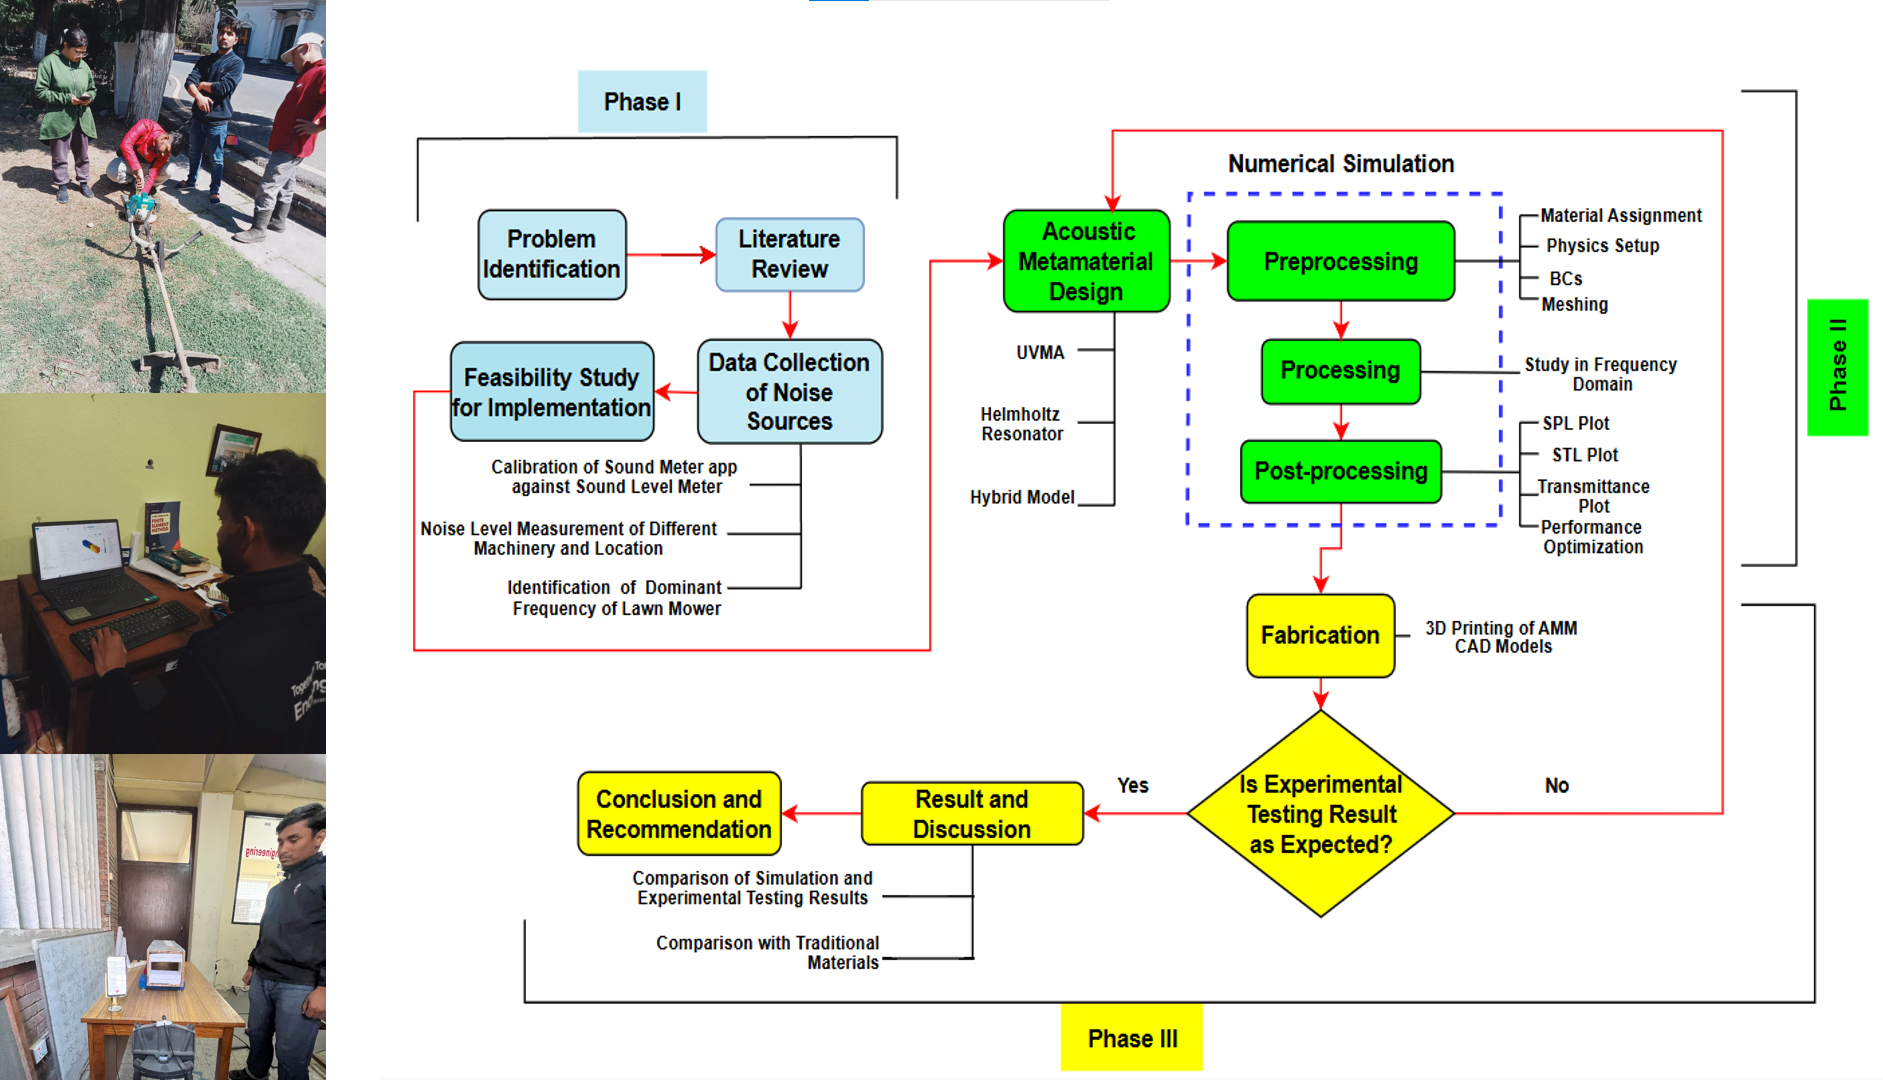 Phase I
Problem
Identification
Literature
Review
Feasibility Study
for Implementation
Data Collection
of Noise
Sources
Calibration of Sound Meter app
against Sound Level Meter
Noise Level Measurement of Different
Machinery and Location
Identification of Dominant
Frequency of Lawn Mower
Acoustic
Metamaterial
Design
UVMA
Helmholtz
Resonator
Hybrid Model
Numerical Simulation
Preprocessing
Material Assignment
Physics Setup
BCs
Meshing
Processing
Study in Frequency
Domain
Post-processing
SPL Plot
STL Plot
Transmittance
Plot
Performance
Optimization
Phase II
Fabrication
3D Printing of AMM
CAD Models
Is Experimental
Testing Result
as Expected?
Yes
No
Result and
Discussion
Conclusion and
Recommendation
Comparison of Simulation and
Experimental Testing Results
Comparison with Traditional
Materials
Phase III
FINITE
ELEMENT
METHOD